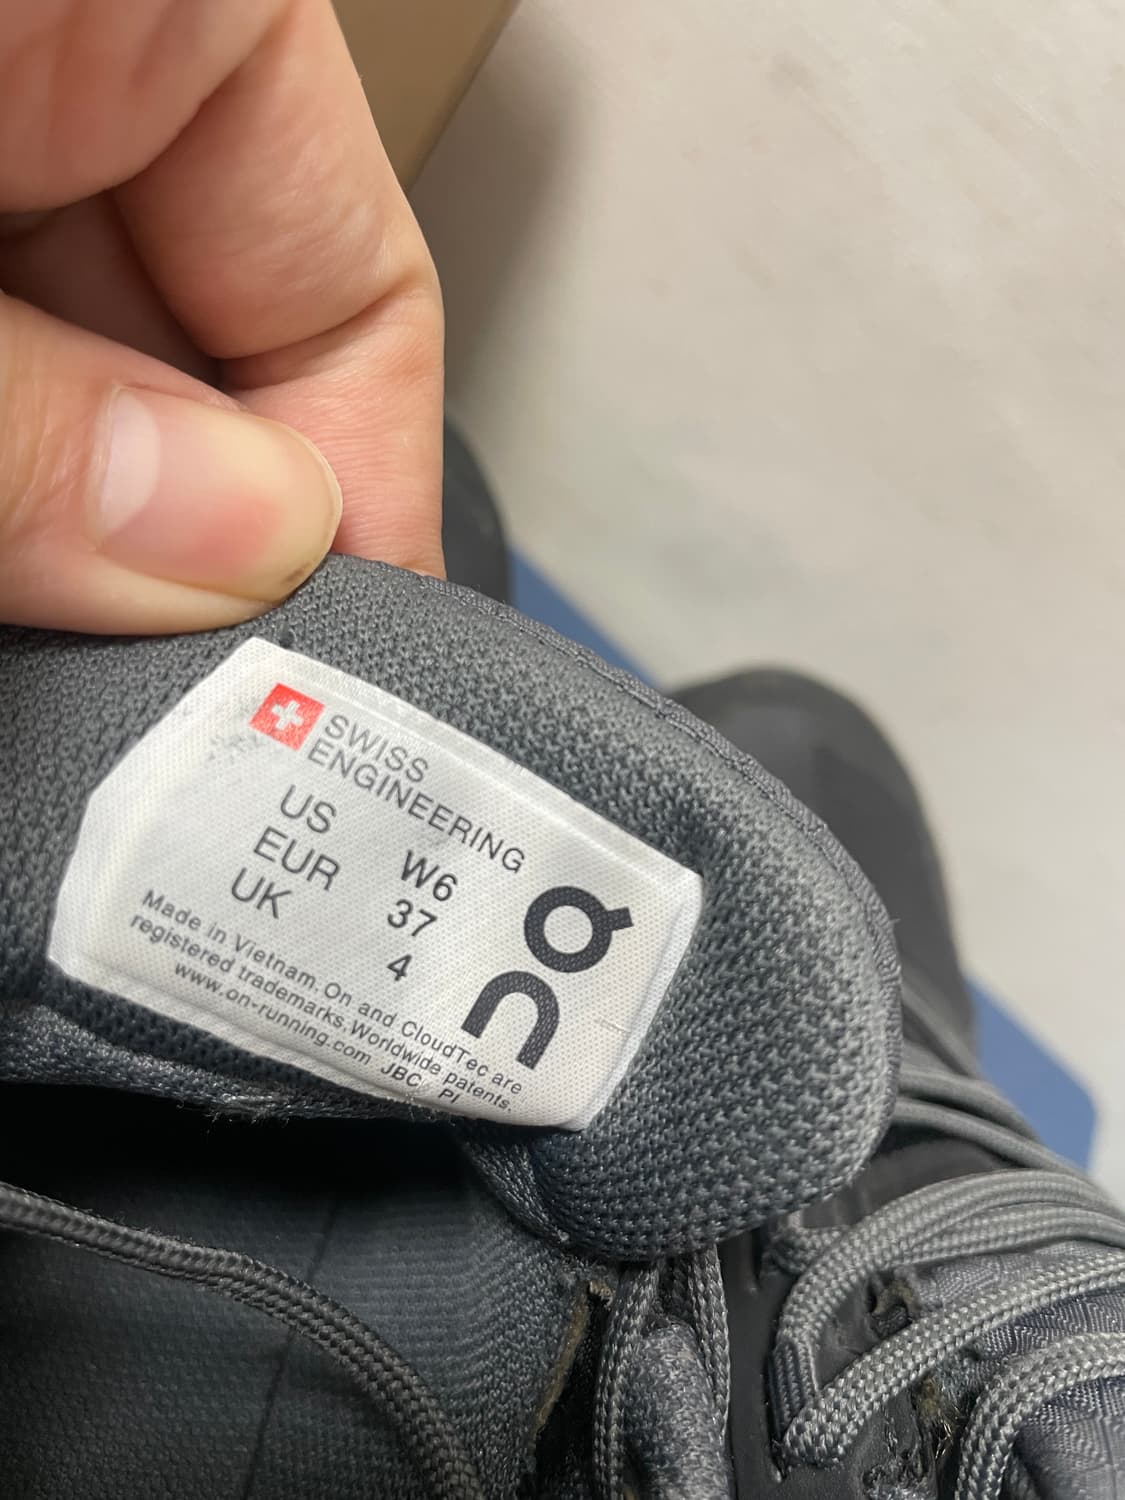 SWISS
ENGINEERING
US W6
EUR 37
UK 4
On
Made in Vietnam. On and CloudTec are
registered trademarks. Worldwide patents.
www.on-running.com JBC PI